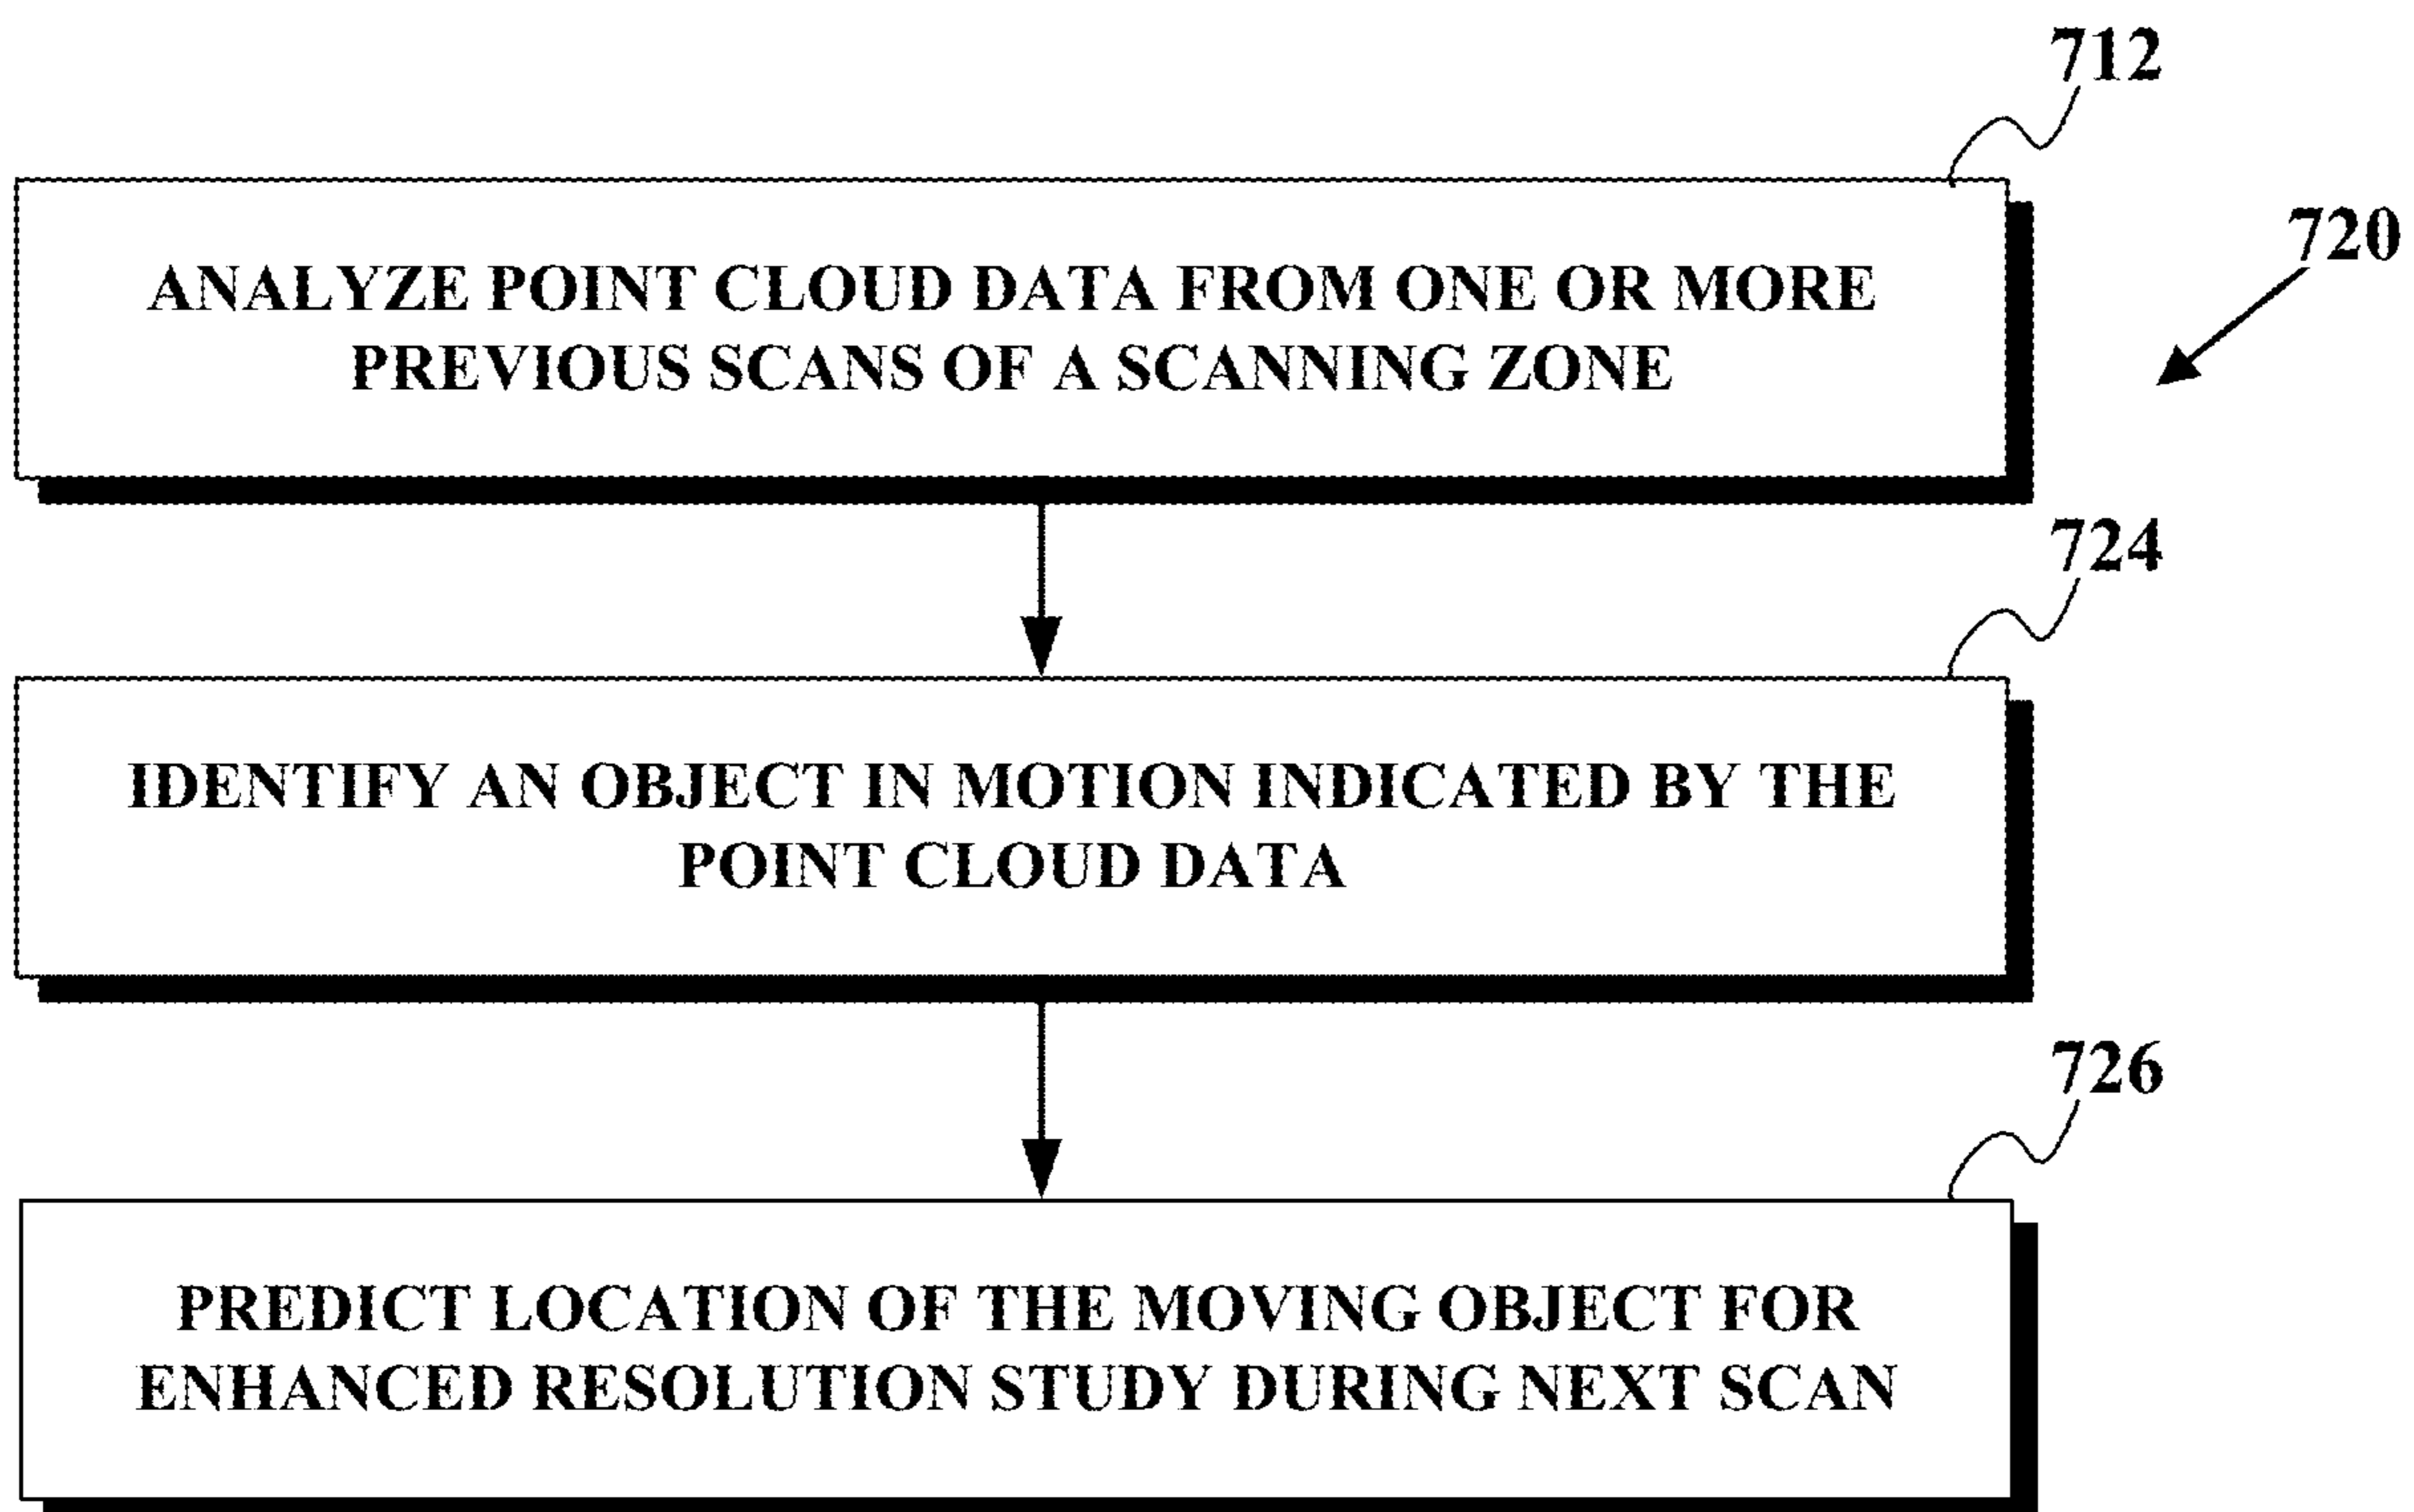 712
720
ANALYZE POINT CLOUD DATA FROM ONE OR MORE
PREVIOUS SCANS OF A SCANNING ZONE
724
IDENTIFY AN OBJECT IN MOTION INDICATED BY THE
POINT CLOUD DATA
726
PREDICT LOCATION OF THE MOVING OBJECT FOR
ENHANCED RESOLUTION STUDY DURING NEXT SCAN